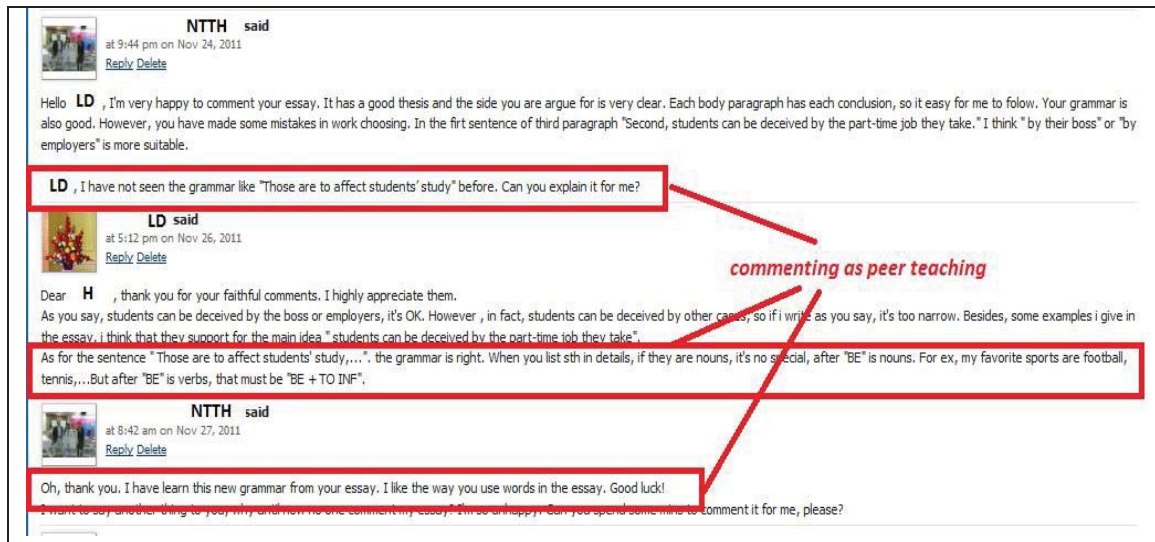 NTTH said
at 9:44 pm on Nov 24, 2011
Reply Delete
Hello LD , I'm very happy to comment your essay. It has a good thesis and the side you are argue for is very clear. Each body paragraph has each conclusion, so it easy for me to folow. Your grammar is
also good. However, you have made some mistakes in work choosing. In the firt sentence of third paragraph "Second, students can be deceived by the part-time job they take." I think " by their boss" or "by
employers" is more suitable.
LD , I have not seen the grammar like "Those are to affect students' study" before. Can you explain it for me?
LD said
at 5:12 pm on Nov 26, 2011
Reply Delete
commenting as peer teaching
Dear H , thank you for your faithful comments. I highly appreciate them.
As you say, students can be deceived by the boss or employers, it's OK. However , in fact, students can be deceived by other cases, so if i write as you say, it's too narrow. Besides, some examples i give in
the essay, i think that they support for the main idea " students can be deceived by the part-time job they take".
As for the sentence " Those are to affect students' study,...". the grammar is right. When you list sth in details, if they are nouns, it's no special, after "BE" is nouns. For ex, my favorite sports are football,
tennis,...But after "BE" is verbs, that must be "BE + TO INF".
NTTH said
at 8:42 am on Nov 27, 2011
Reply Delete
Oh, thank you. I have learn this new grammar from your essay. I like the way you use words in the essay. Good luck!
I want to say another thing to you, why until now no one comment my essay? I'm so unhappy. Can you spend some mins to comment it for me, please?